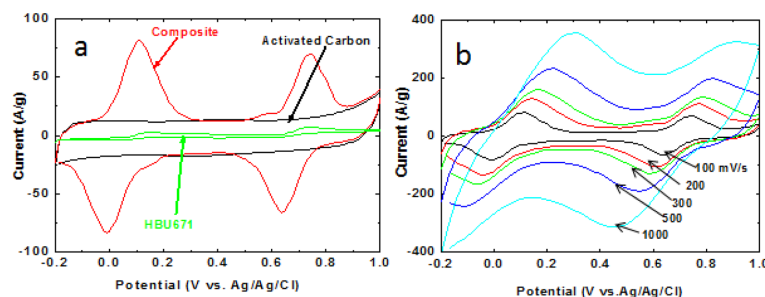 a
Composite
Activated Carbon
HBU671
Current (A/g)
100
50
0
-50
-100
-0.2 0.0 0.2 0.4 0.6 0.8 1.0
Potential (V vs. Ag/Ag/Cl)
b
Current (A/g)
400
200
0
-200
-400
100 mV/s
200
300
500
1000
-0.2 0.0 0.2 0.4 0.6 0.8 1.0
Potential (V vs.Ag/Ag/Cl)